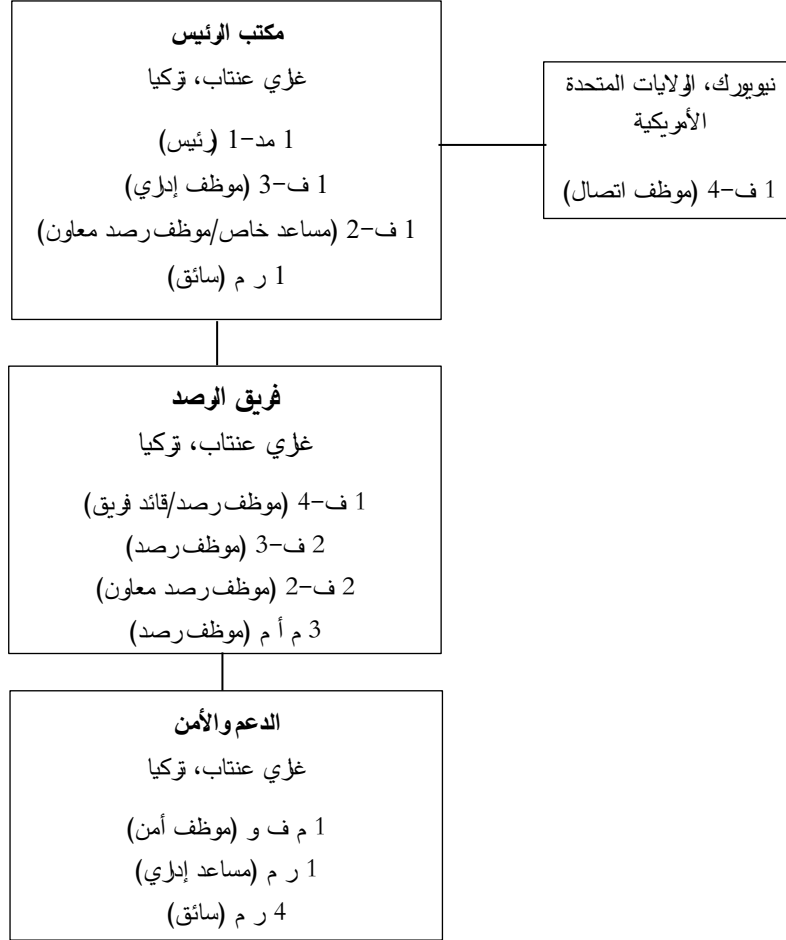 مكتب الرئيس
غازي عنتاب، تركيا
1 مد-1 (رئيس)
1 ف-3 (موظف إداري)
1 ف-2 (مساعد خاص/موظف رصد معاون)
1 ر م (سائق)
نيويورك، الولايات المتحدة
الأمريكية
1 ف-4 (موظف اتصال)
فريق الرصد
غازي عنتاب، تركيا
1 ف-4 (موظف رصد/قائد فريق)
2 ف-3 (موظف رصد)
2 ف-2 (موظف رصد معاون)
3 م أ م (موظف رصد)
الدعم والأمن
غازي عنتاب، تركيا
1 م ف و (موظف أمن)
1 ر م (مساعد إداري)
4 ر م (سائق)